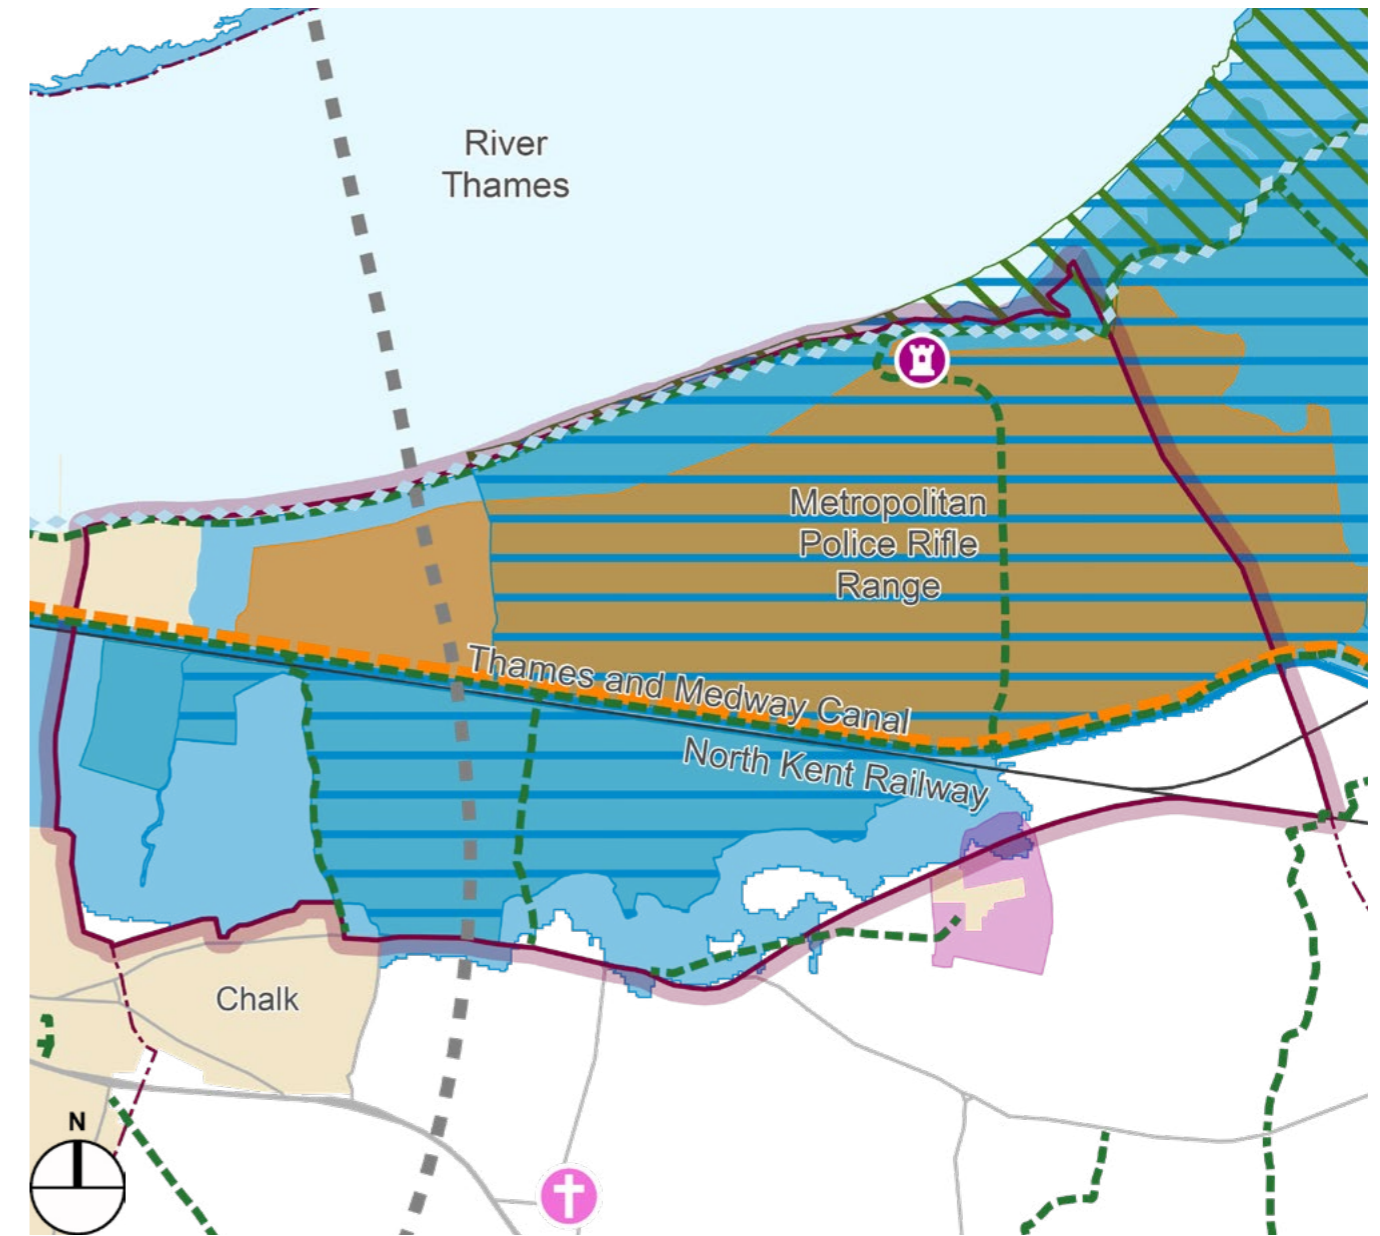 River
Thames
Metropolitan
Police Rifle
Range
Thames and Medway Canal
North Kent Railway
Chalk
N